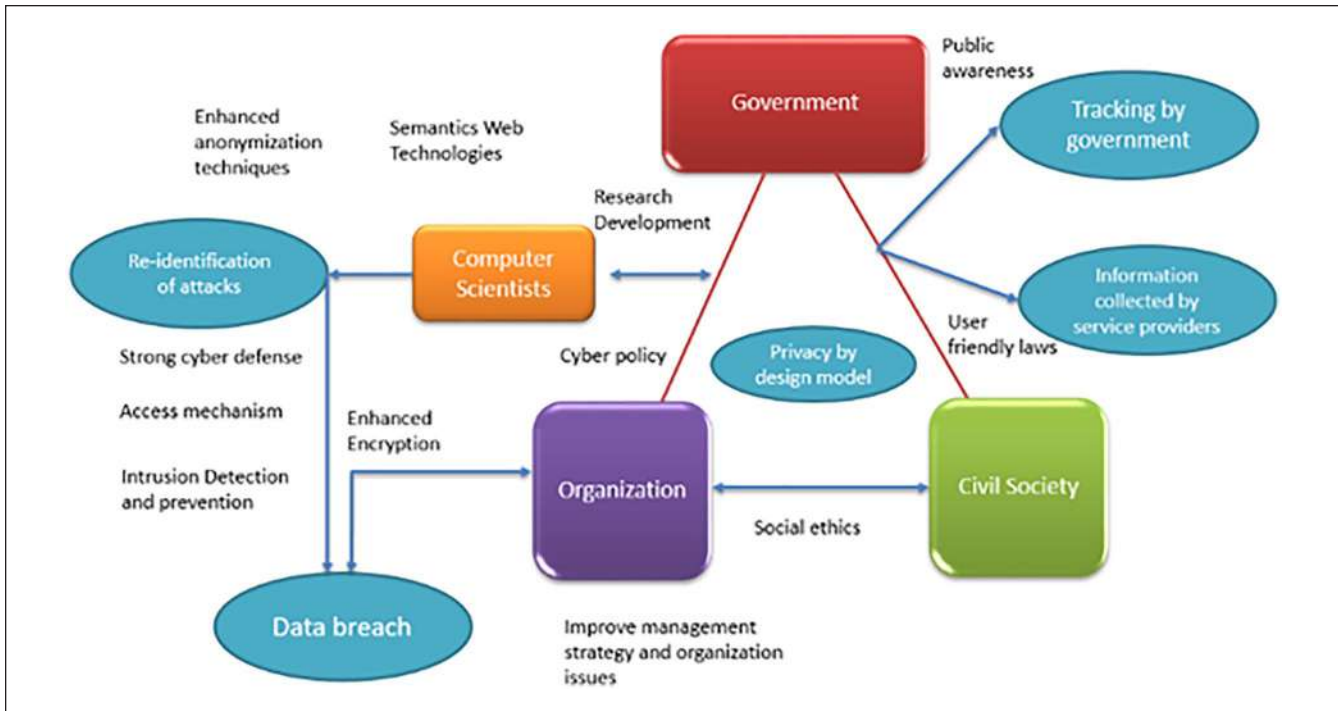 Public
awareness
Government
Tracking by
government
Enhanced
anonymization
techniques
Semantics Web
Technologies
Research
Development
Re-identification
of attacks
Computer
Scientists
Information
collected by
service providers
User
friendly laws
Strong cyber defense
Cyber policy
Privacy by
design model
Access mechanism
Enhanced
Encryption
Intrusion Detection
and prevention
Organization
Civil Society
Social ethics
Data breach
Improve management
strategy and organization
issues